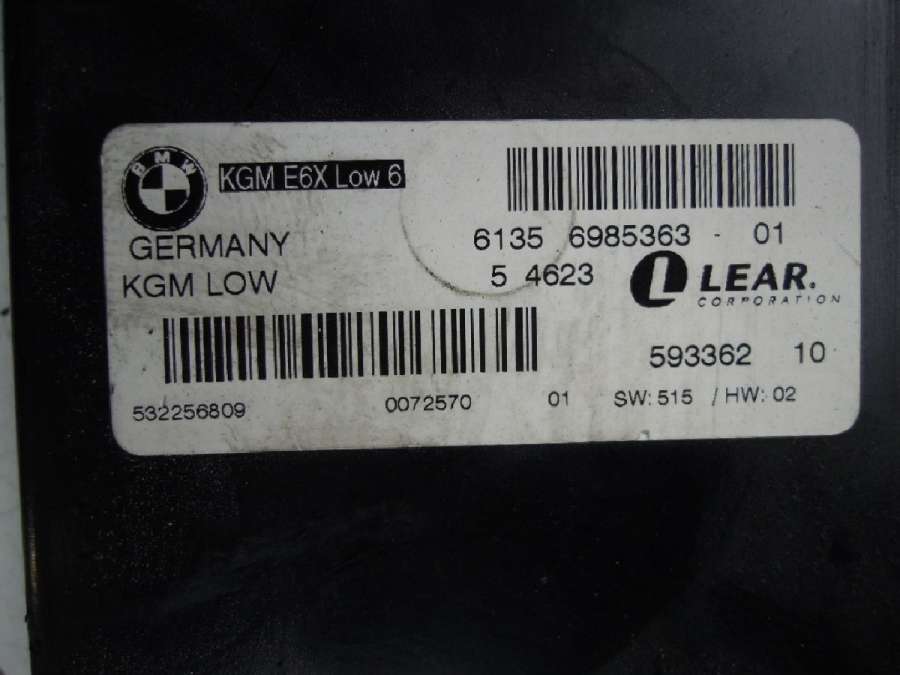 BMW
KGM E6X Low 6
GERMANY
6135 6985363 - 01
KGM LOW
5 4623
LEAR.
CORPORATION
593362 10
532256809 0072570 01 SW: 515 / HW: 02